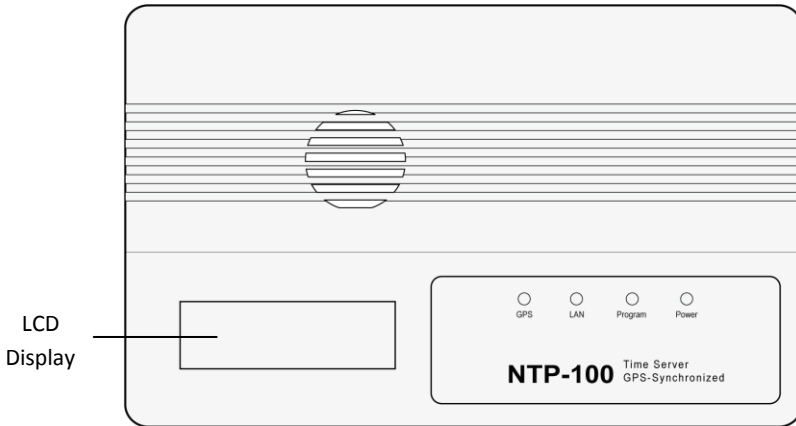 LCD
Display
GPS LAN Program Power
NTP-100 Time Server
GPS-Synchronized